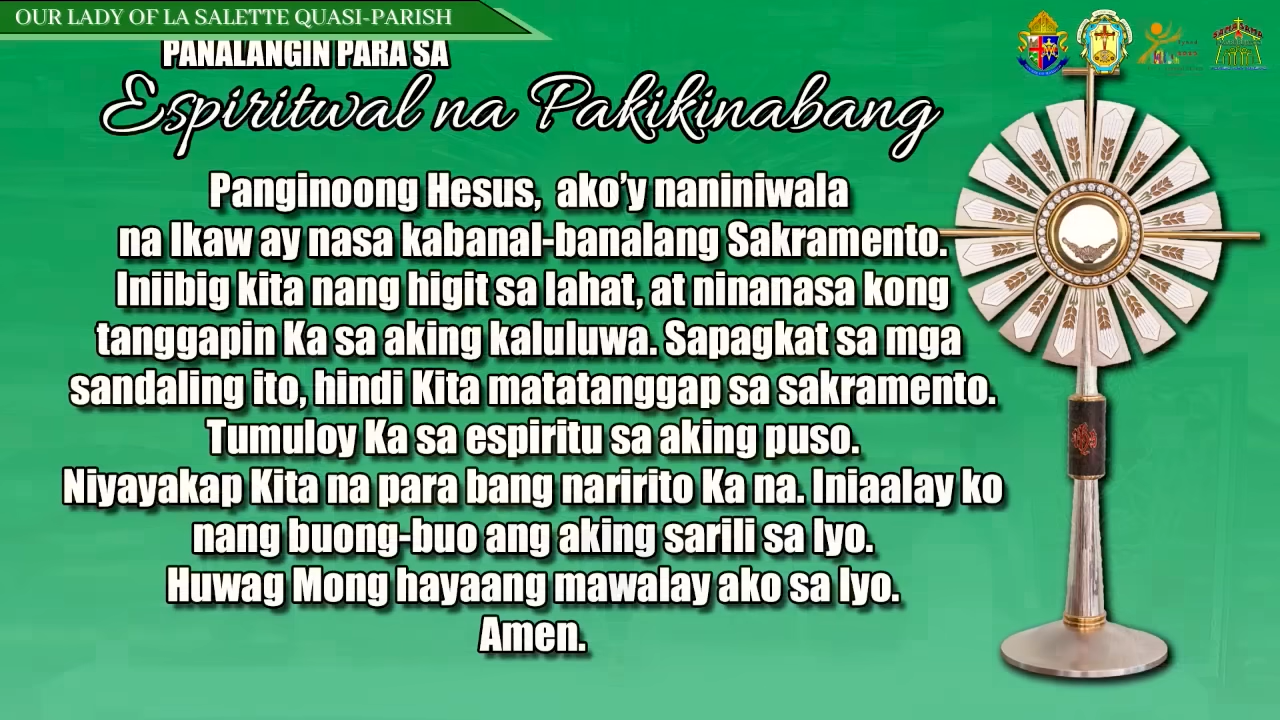 OUR LADY OF LA SALETTE QUASI-PARISH
PANALANGIN PARA SA
Espiritwal na Pakikinabang
Panginoong Hesus, ako’y naniniwala
na Ikaw ay nasa kabanal-banalang Sakramento.
Iniibig kita nang higit sa lahat, at ninanasa kong
tanggapin Ka sa aking kaluluwa. Sapagkat sa mga
sandaling ito, hindi Kita matatanggap sa sakramento.
Tumuloy Ka sa espiritu sa aking puso.
Niyayakap Kita na para bang naririto Ka na. Iniaalay ko
nang buong-buo ang aking sarili sa Iyo.
Huwag Mong hayaang mawalay ako sa Iyo.
Amen.